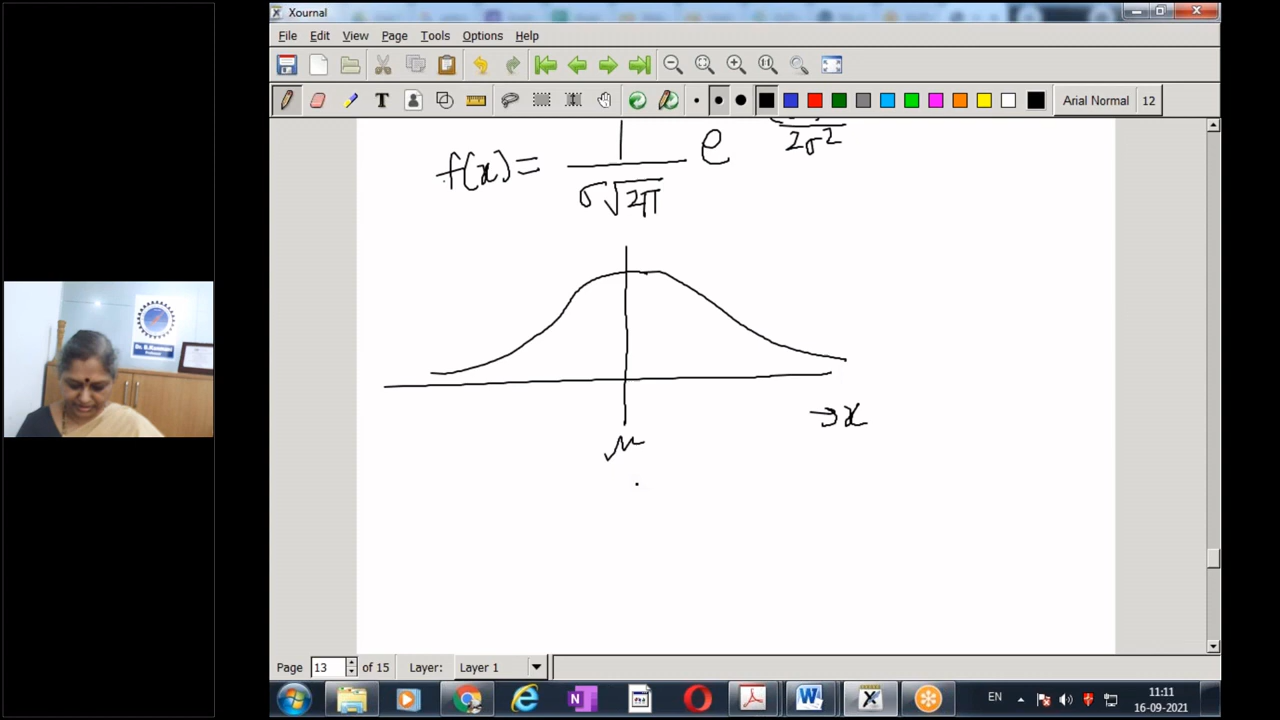 Xournal
File Edit View Page Tools Options Help
Arial Normal 12
2σ²
f(x) = 1 e
σ√2π
μ
→ x
Page 13 of 15 Layer: Layer 1
EN 11:11
16-09-2021